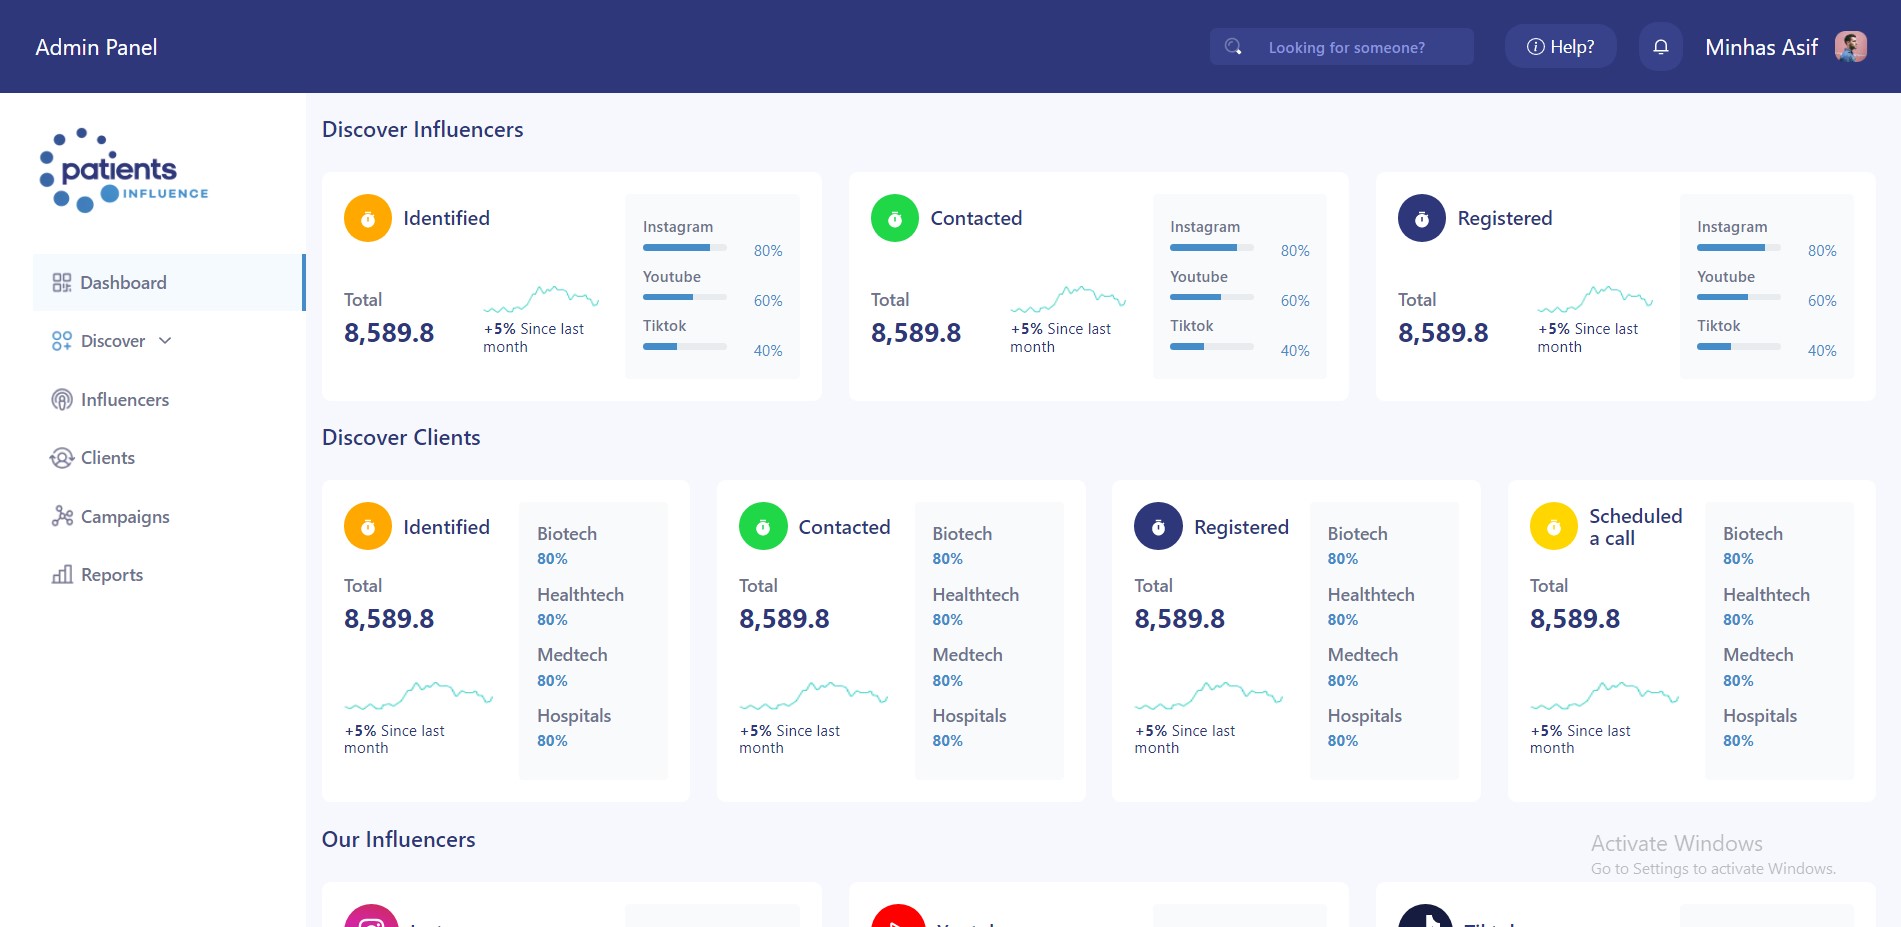 Admin Panel
Looking for someone?
Help?
Minhas Asif
patients
INFLUENCE
Dashboard
Discover
Influencers
Clients
Campaigns
Reports
Discover Influencers
Identified
Total
8,589.8
+5% Since last
month
Instagram
80%
Youtube
60%
Tiktok
40%
Contacted
Total
8,589.8
+5% Since last
month
Instagram
80%
Youtube
60%
Tiktok
40%
Registered
Total
8,589.8
+5% Since last
month
Instagram
80%
Youtube
60%
Tiktok
40%
Discover Clients
Identified
Total
8,589.8
+5% Since last
month
Biotech
80%
Healthtech
80%
Medtech
80%
Hospitals
80%
Contacted
Total
8,589.8
+5% Since last
month
Biotech
80%
Healthtech
80%
Medtech
80%
Hospitals
80%
Registered
Total
8,589.8
+5% Since last
month
Biotech
80%
Healthtech
80%
Medtech
80%
Hospitals
80%
Scheduled
a call
Total
8,589.8
+5% Since last
month
Biotech
80%
Healthtech
80%
Medtech
80%
Hospitals
80%
Our Influencers
Activate Windows
Go to Settings to activate Windows.